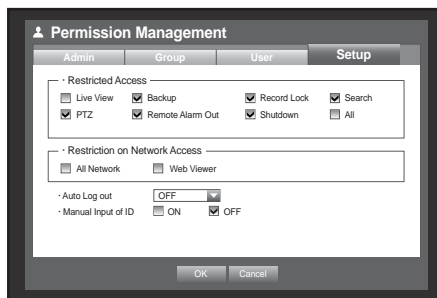 Permission Management
Admin Group User Setup
· Restricted Access
Live View Backup Record Lock Search
PTZ Remote Alarm Out Shutdown All
· Restriction on Network Access
All Network Web Viewer
· Auto Log out OFF
· Manual Input of ID ON OFF
OK Cancel